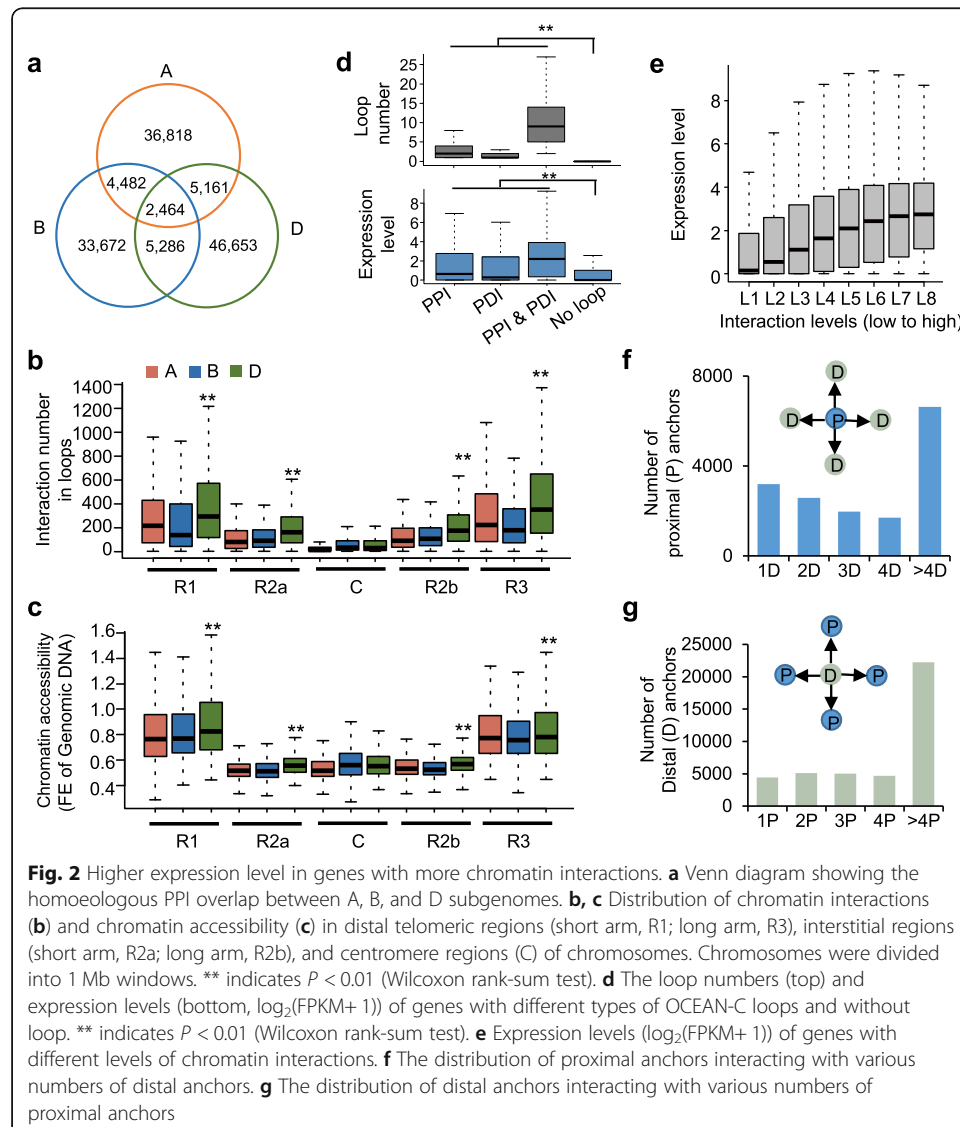 a
A
36,818
4,482
5,161
2,464
B
33,672
5,286
46,653
D
d
**
Loop number
25
20
15
10
5
0
**
Expression level
8
6
4
2
0
PPI
PDI
PPI & PDI
No loop
e
Expression level
8
6
4
2
0
L1 L2 L3 L4 L5 L6 L7 L8
Interaction levels (low to high)
b
A B D
Interaction number in loops
1400
1200
1000
800
600
400
200
0
** ** ** **
R1 R2a C R2b R3
c
Chromatin accessibility (FE of Genomic DNA)
1.6
1.4
1.2
1.0
0.8
0.6
0.4
** ** ** **
R1 R2a C R2b R3
f
Number of proximal (P) anchors
8000
4000
0
D
D P D
D
1D 2D 3D 4D >4D
g
Number of Distal (D) anchors
25000
20000
15000
10000
5000
0
P
P D P
P
1P 2P 3P 4P >4P
Fig. 2 Higher expression level in genes with more chromatin interactions. a Venn diagram showing the
homoeologous PPI overlap between A, B, and D subgenomes. b, c Distribution of chromatin interactions
(b) and chromatin accessibility (c) in distal telomeric regions (short arm, R1; long arm, R3), interstitial regions
(short arm, R2a; long arm, R2b), and centromere regions (C) of chromosomes. Chromosomes were divided
into 1 Mb windows. ** indicates P < 0.01 (Wilcoxon rank-sum test). d The loop numbers (top) and
expression levels (bottom, log₂(FPKM+ 1)) of genes with different types of OCEAN-C loops and without
loop. ** indicates P < 0.01 (Wilcoxon rank-sum test). e Expression levels (log₂(FPKM+ 1)) of genes with
different levels of chromatin interactions. f The distribution of proximal anchors interacting with various
numbers of distal anchors. g The distribution of distal anchors interacting with various numbers of
proximal anchors